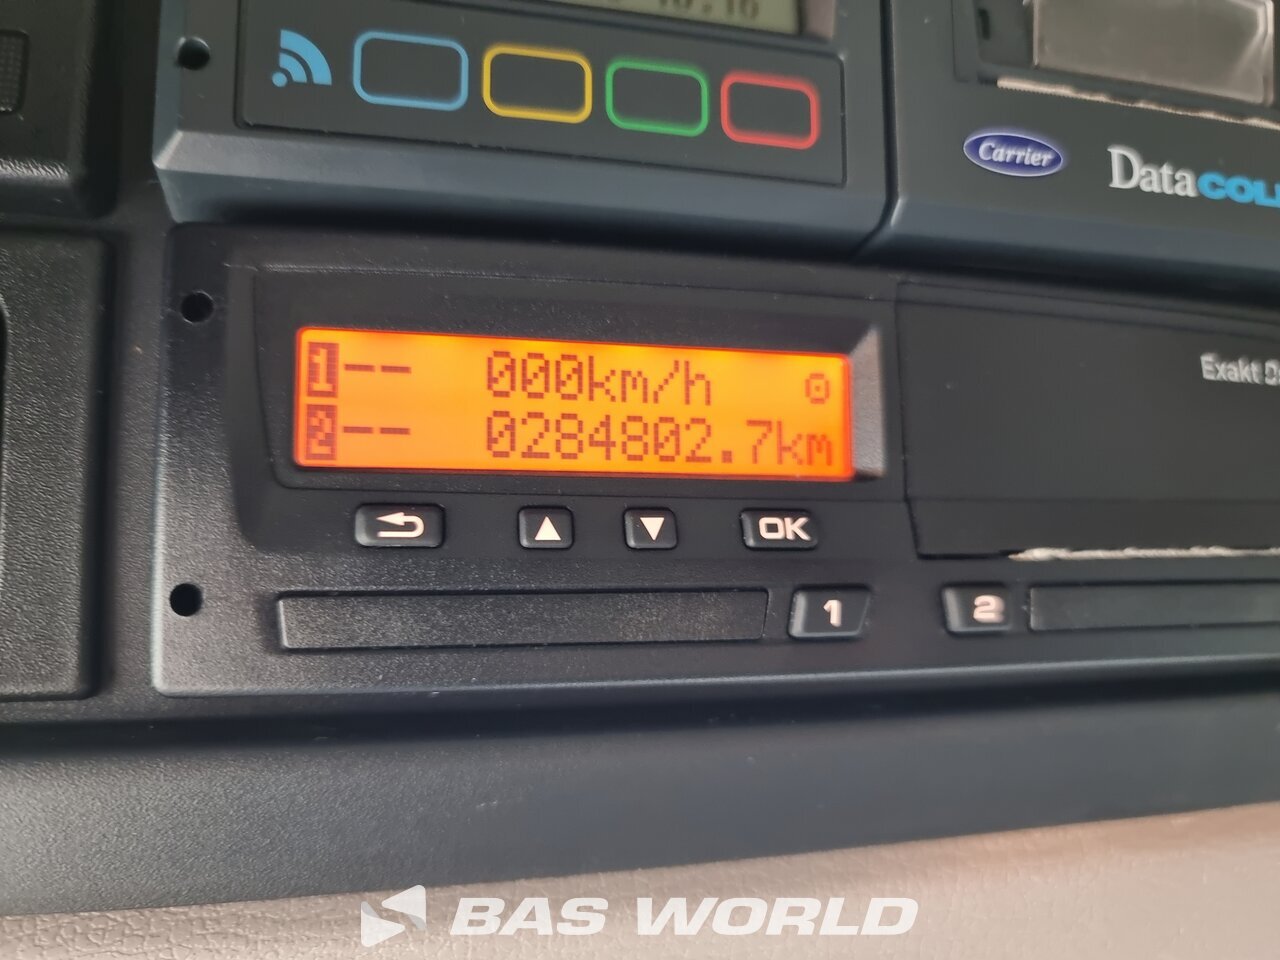 Carrier
Data
Exakt
1-- 000km/h
2-- 0284802.7km
OK
1
2
BAS WORLD